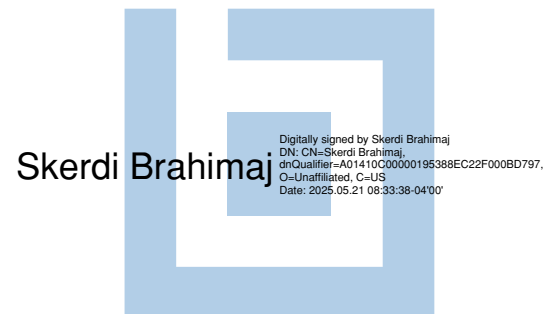 Skerdi Brahimaj
Digitally signed by Skerdi Brahimaj
DN: CN=Skerdi Brahimaj,
dnQualifier=A01410C00000195388EC22F000BD797,
O=Unaffiliated, C=US
Date: 2025.05.21 08:33:38-04'00'